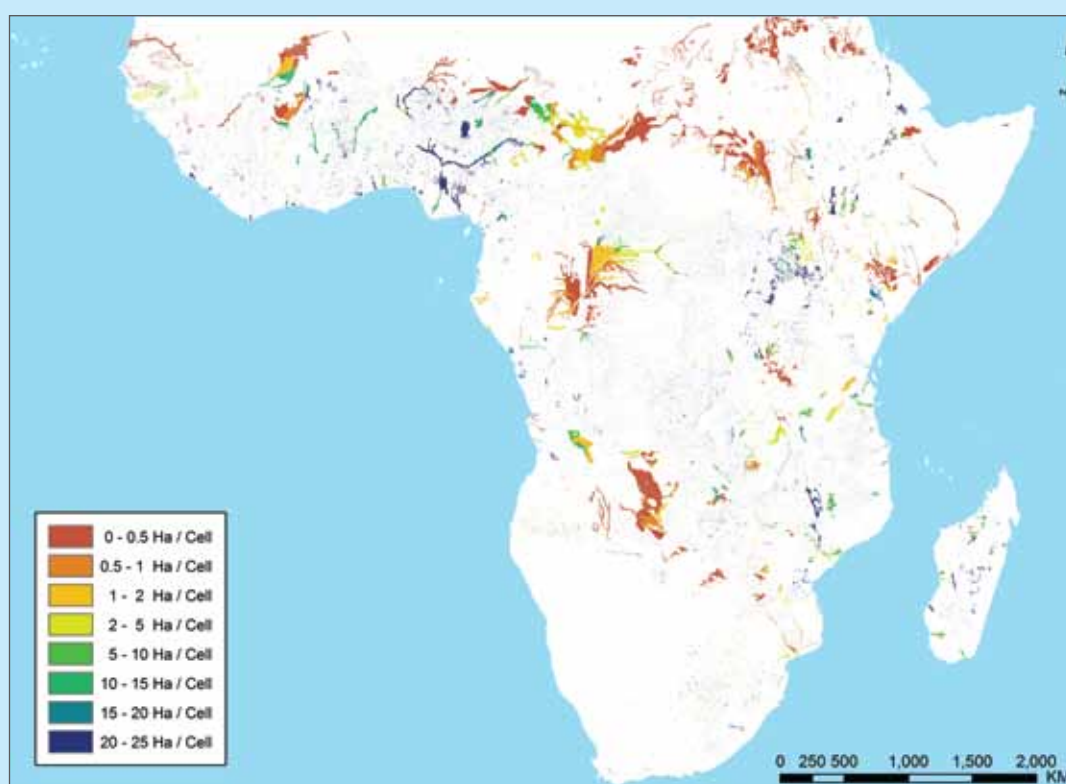 0 - 0.5 Ha / Cell
0.5 - 1 Ha / Cell
1 - 2 Ha / Cell
2 - 5 Ha / Cell
5 - 10 Ha / Cell
10 - 15 Ha / Cell
15 - 20 Ha / Cell
20 - 25 Ha / Cell
0 250 500 1,000 1,500 2,000
KM